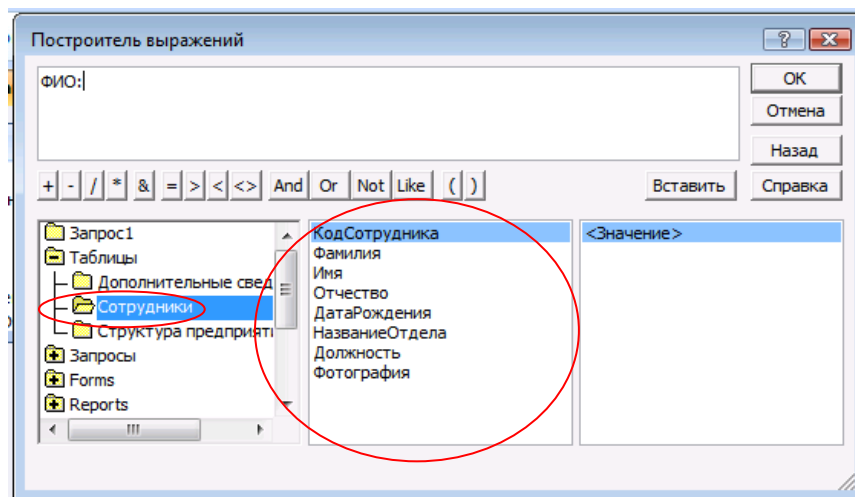 Построитель выражений
ФИО:
ОК
Отмена
Назад
+ - / * & = > < <> And Or Not Like ( )
Вставить
Справка
Запрос1
Таблицы
Дополнительные свед
Сотрудники
Структура предприяти
Запросы
Forms
Reports
КодСотрудника
Фамилия
Имя
Отчество
ДатаРождения
НазваниеОтдела
Должность
Фотография
<Значение>